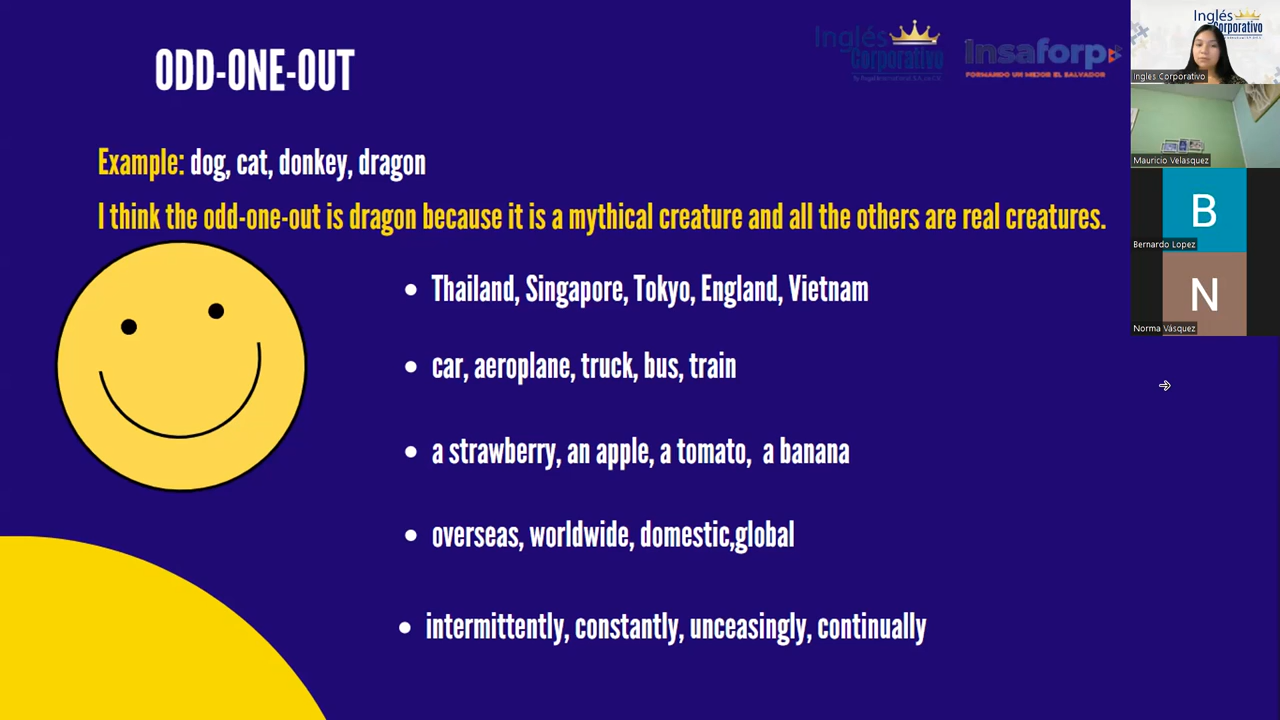 ODD-ONE-OUT
Inglés
Corporativo
Insaforp
FORMANDO UN MEJOR EL SALVADOR
Example: dog, cat, donkey, dragon
I think the odd-one-out is dragon because it is a mythical creature and all the others are real creatures.
Thailand, Singapore, Tokyo, England, Vietnam
car, aeroplane, truck, bus, train
a strawberry, an apple, a tomato, a banana
overseas, worldwide, domestic,global
intermittently, constantly, unceasingly, continually
Inglés
Corporativo
Ingles Corporativo
Mauricio Velasquez
B
Bernardo Lopez
N
Norma Vásquez